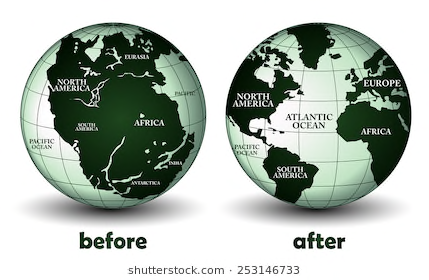 EURASIA
NORTH
AMERICA
PACIFIC
SOUTH
AMERICA
AFRICA
PACIFIC
OCEAN
INDIA
ANTARCTICA
before
NORTH
AMERICA
EUROPE
ATLANTIC
OCEAN
AFRICA
PACIFIC
OCEAN
SOUTH
AMERICA
after
shutterstock.com · 253146733